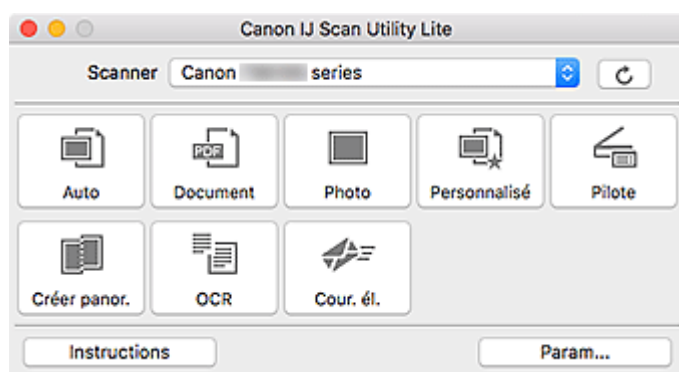 Canon IJ Scan Utility Lite
Scanner Canon series
PDF
Auto Document Photo Personnalisé Pilote
Créer panor. OCR Cour. él.
Instructions Param...